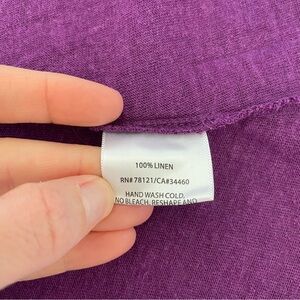 100% LINEN
RN# 78121/CA#34460
HAND WASH COLD,
NO BLEACH, RESHAPE AND